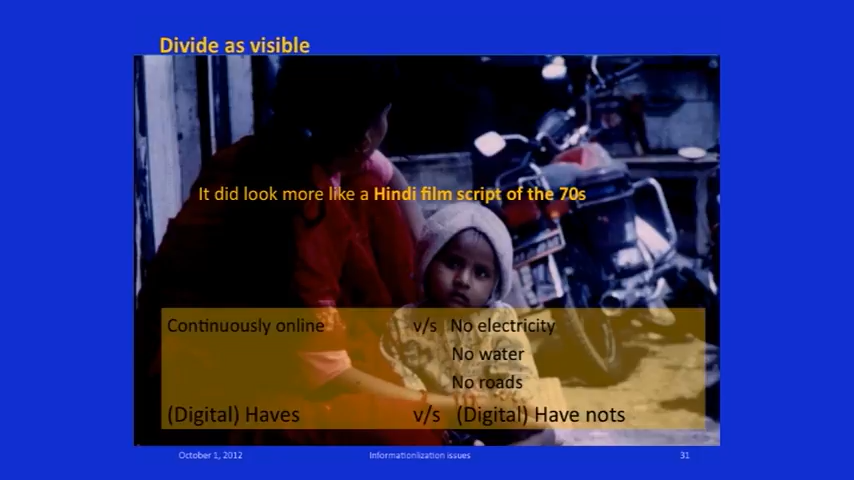 Divide as visible
It did look more like a Hindi film script of the 70s
Continuously online v/s No electricity
No water
No roads
(Digital) Haves v/s (Digital) Have nots
October 1, 2012 Informationlization issues 31